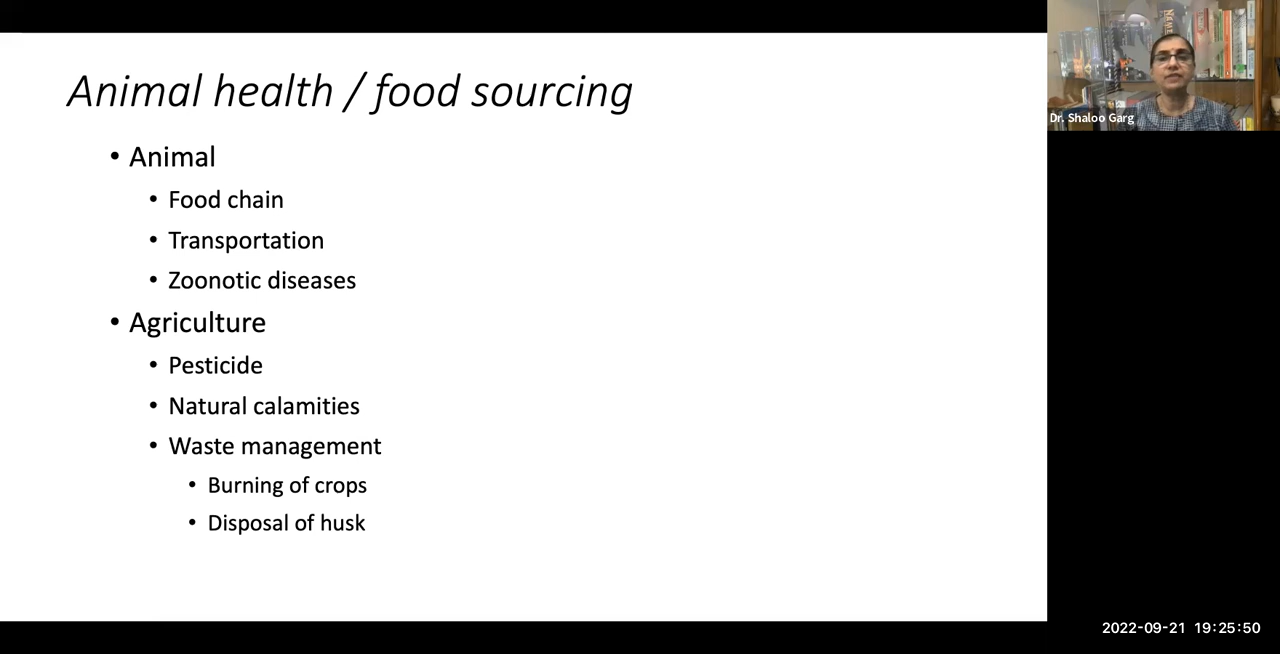 Animal health / food sourcing
• Animal
• Food chain
• Transportation
• Zoonotic diseases
• Agriculture
• Pesticide
• Natural calamities
• Waste management
• Burning of crops
• Disposal of husk
Dr. Shaloo Garg
2022-09-21 19:25:50